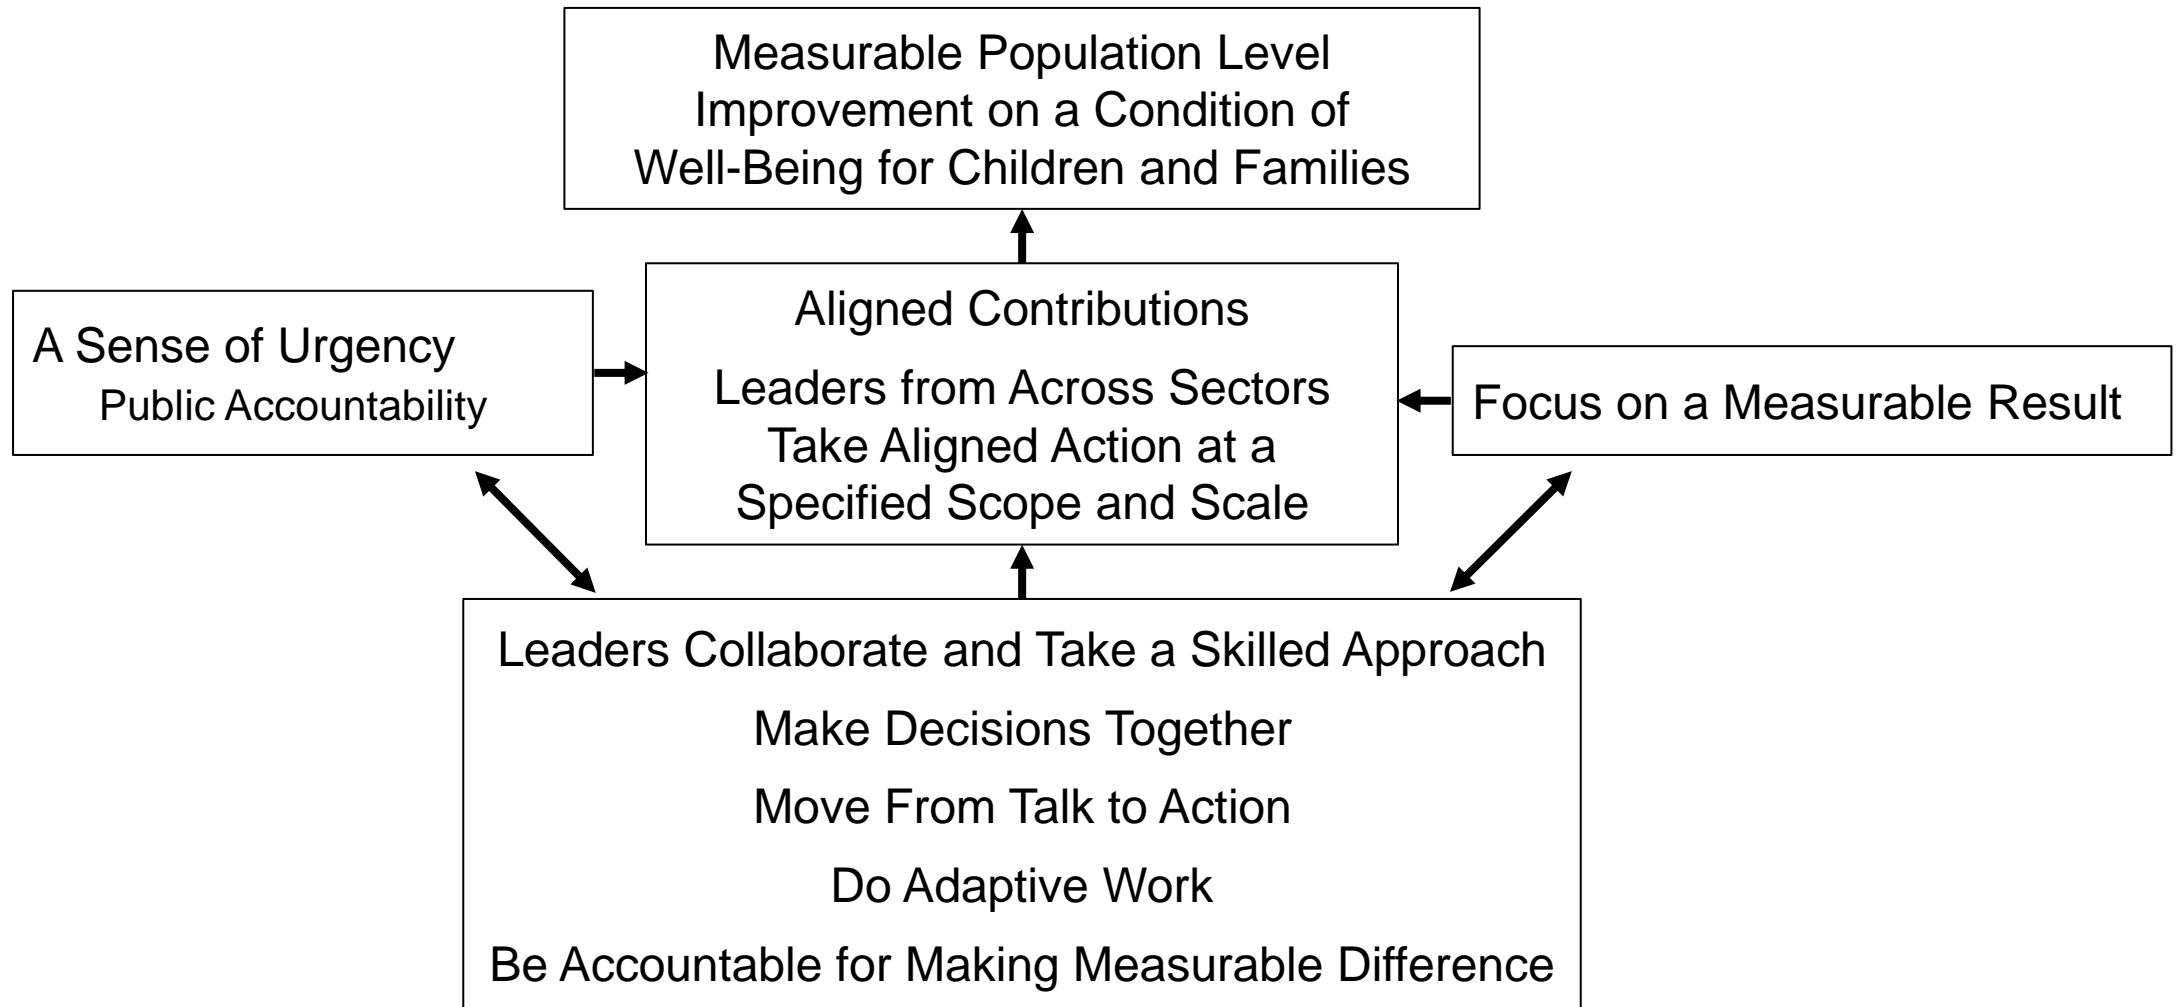 Measurable Population Level
Improvement on a Condition of
Well-Being for Children and Families
A Sense of Urgency
Public Accountability
Aligned Contributions
Leaders from Across Sectors
Take Aligned Action at a
Specified Scope and Scale
Focus on a Measurable Result
Leaders Collaborate and Take a Skilled Approach
Make Decisions Together
Move From Talk to Action
Do Adaptive Work
Be Accountable for Making Measurable Difference